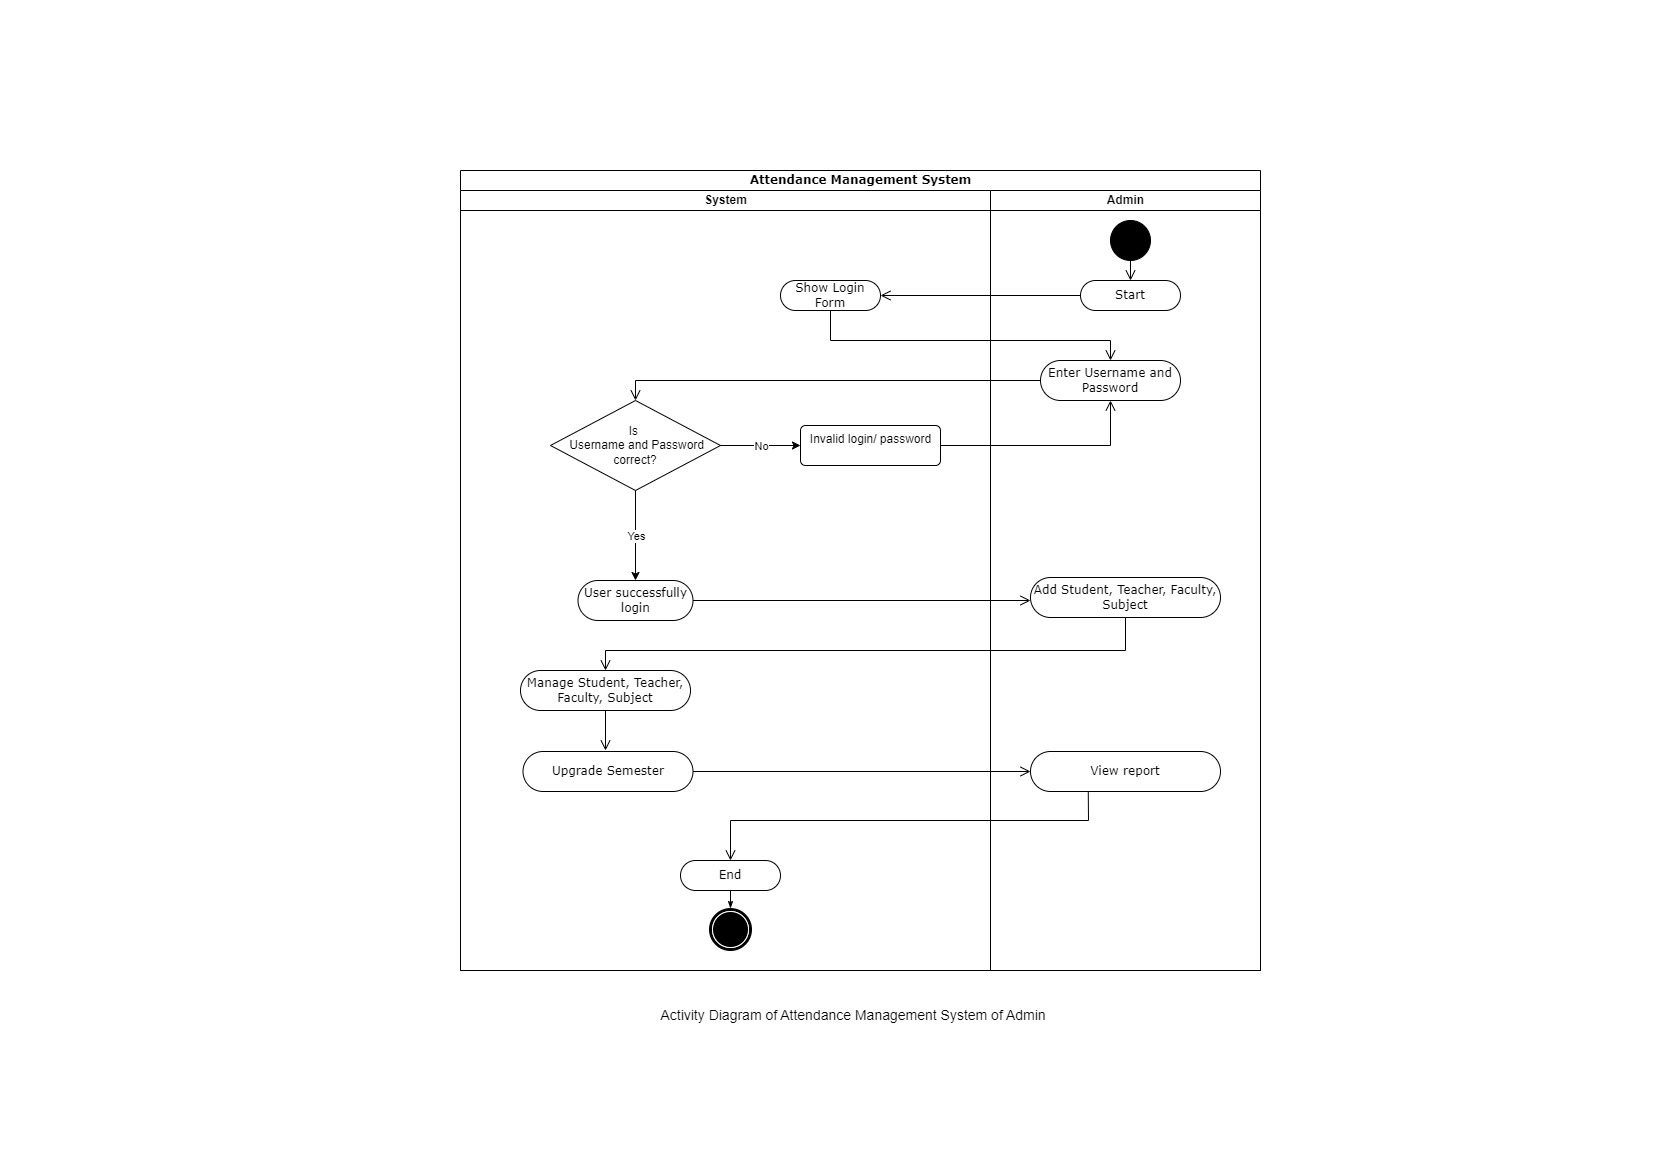 Attendance Management System
System
Admin
Start
Show Login
Form
Enter Username and
Password
Is
Username and Password
correct?
No
Invalid login/ password
Yes
User successfully
login
Add Student, Teacher, Faculty,
Subject
Manage Student, Teacher,
Faculty, Subject
Upgrade Semester
View report
End
Activity Diagram of Attendance Management System of Admin